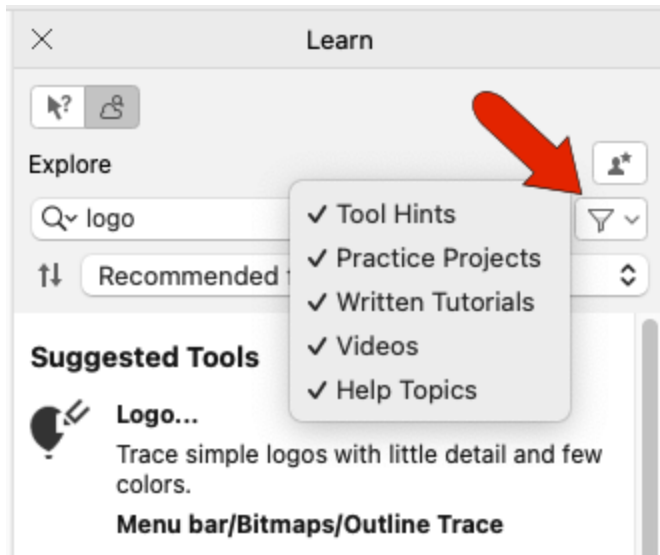 Learn
Explore
logo
Tool Hints
Practice Projects
Written Tutorials
Videos
Help Topics
Recommended
Suggested Tools
Logo...
Trace simple logos with little detail and few
colors.
Menu bar/Bitmaps/Outline Trace